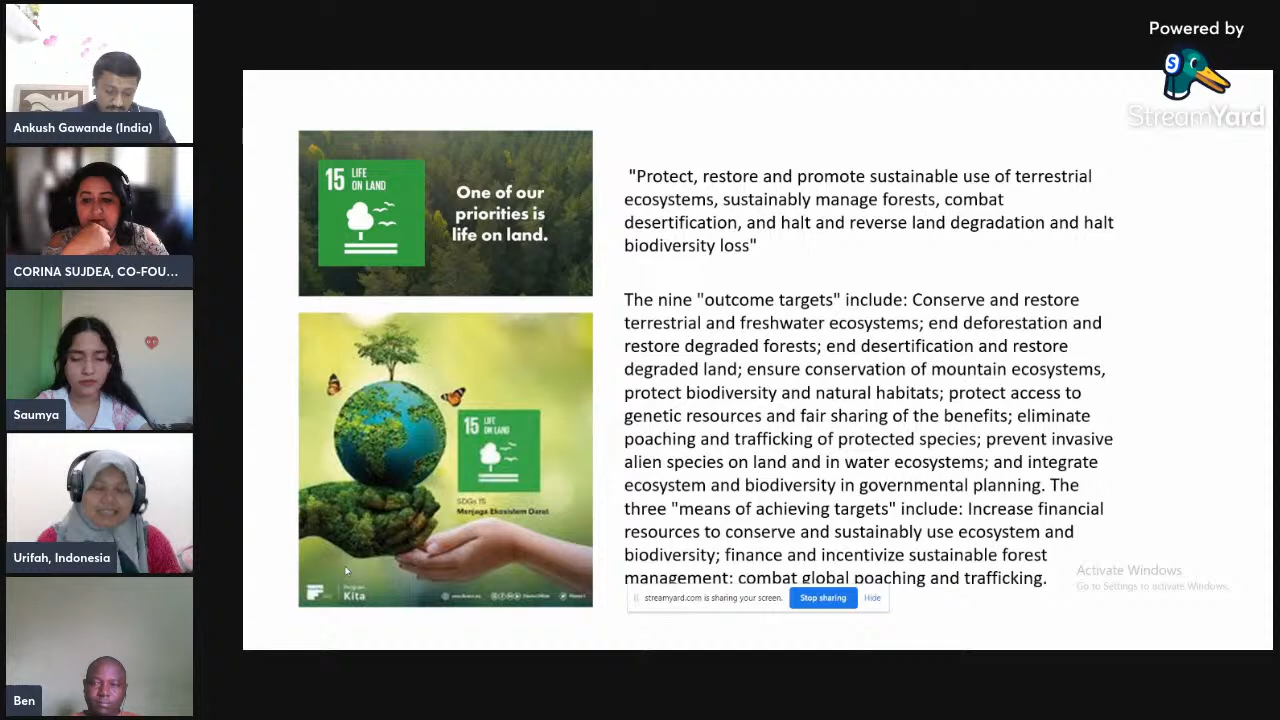 Powered by
StreamYard
Ankush Gawande (India)
CORINA SUJDEA, CO-FOU...
Saumya
Urifah, Indonesia
Ben
15 LIFE
ON LAND
One of our
priorities is
life on land.
15 LIFE
ON LAND
SDGs 15
Menjaga Ekosistem Darat
Program
Kita
"Protect, restore and promote sustainable use of terrestrial
ecosystems, sustainably manage forests, combat
desertification, and halt and reverse land degradation and halt
biodiversity loss"
The nine "outcome targets" include: Conserve and restore
terrestrial and freshwater ecosystems; end deforestation and
restore degraded forests; end desertification and restore
degraded land; ensure conservation of mountain ecosystems,
protect biodiversity and natural habitats; protect access to
genetic resources and fair sharing of the benefits; eliminate
poaching and trafficking of protected species; prevent invasive
alien species on land and in water ecosystems; and integrate
ecosystem and biodiversity in governmental planning. The
three "means of achieving targets" include: Increase financial
resources to conserve and sustainably use ecosystem and
biodiversity; finance and incentivize sustainable forest
management; combat global poaching and trafficking.
Activate Windows
Go to Settings to activate Windows.
streamyard.com is sharing your screen.
Stop sharing
Hide